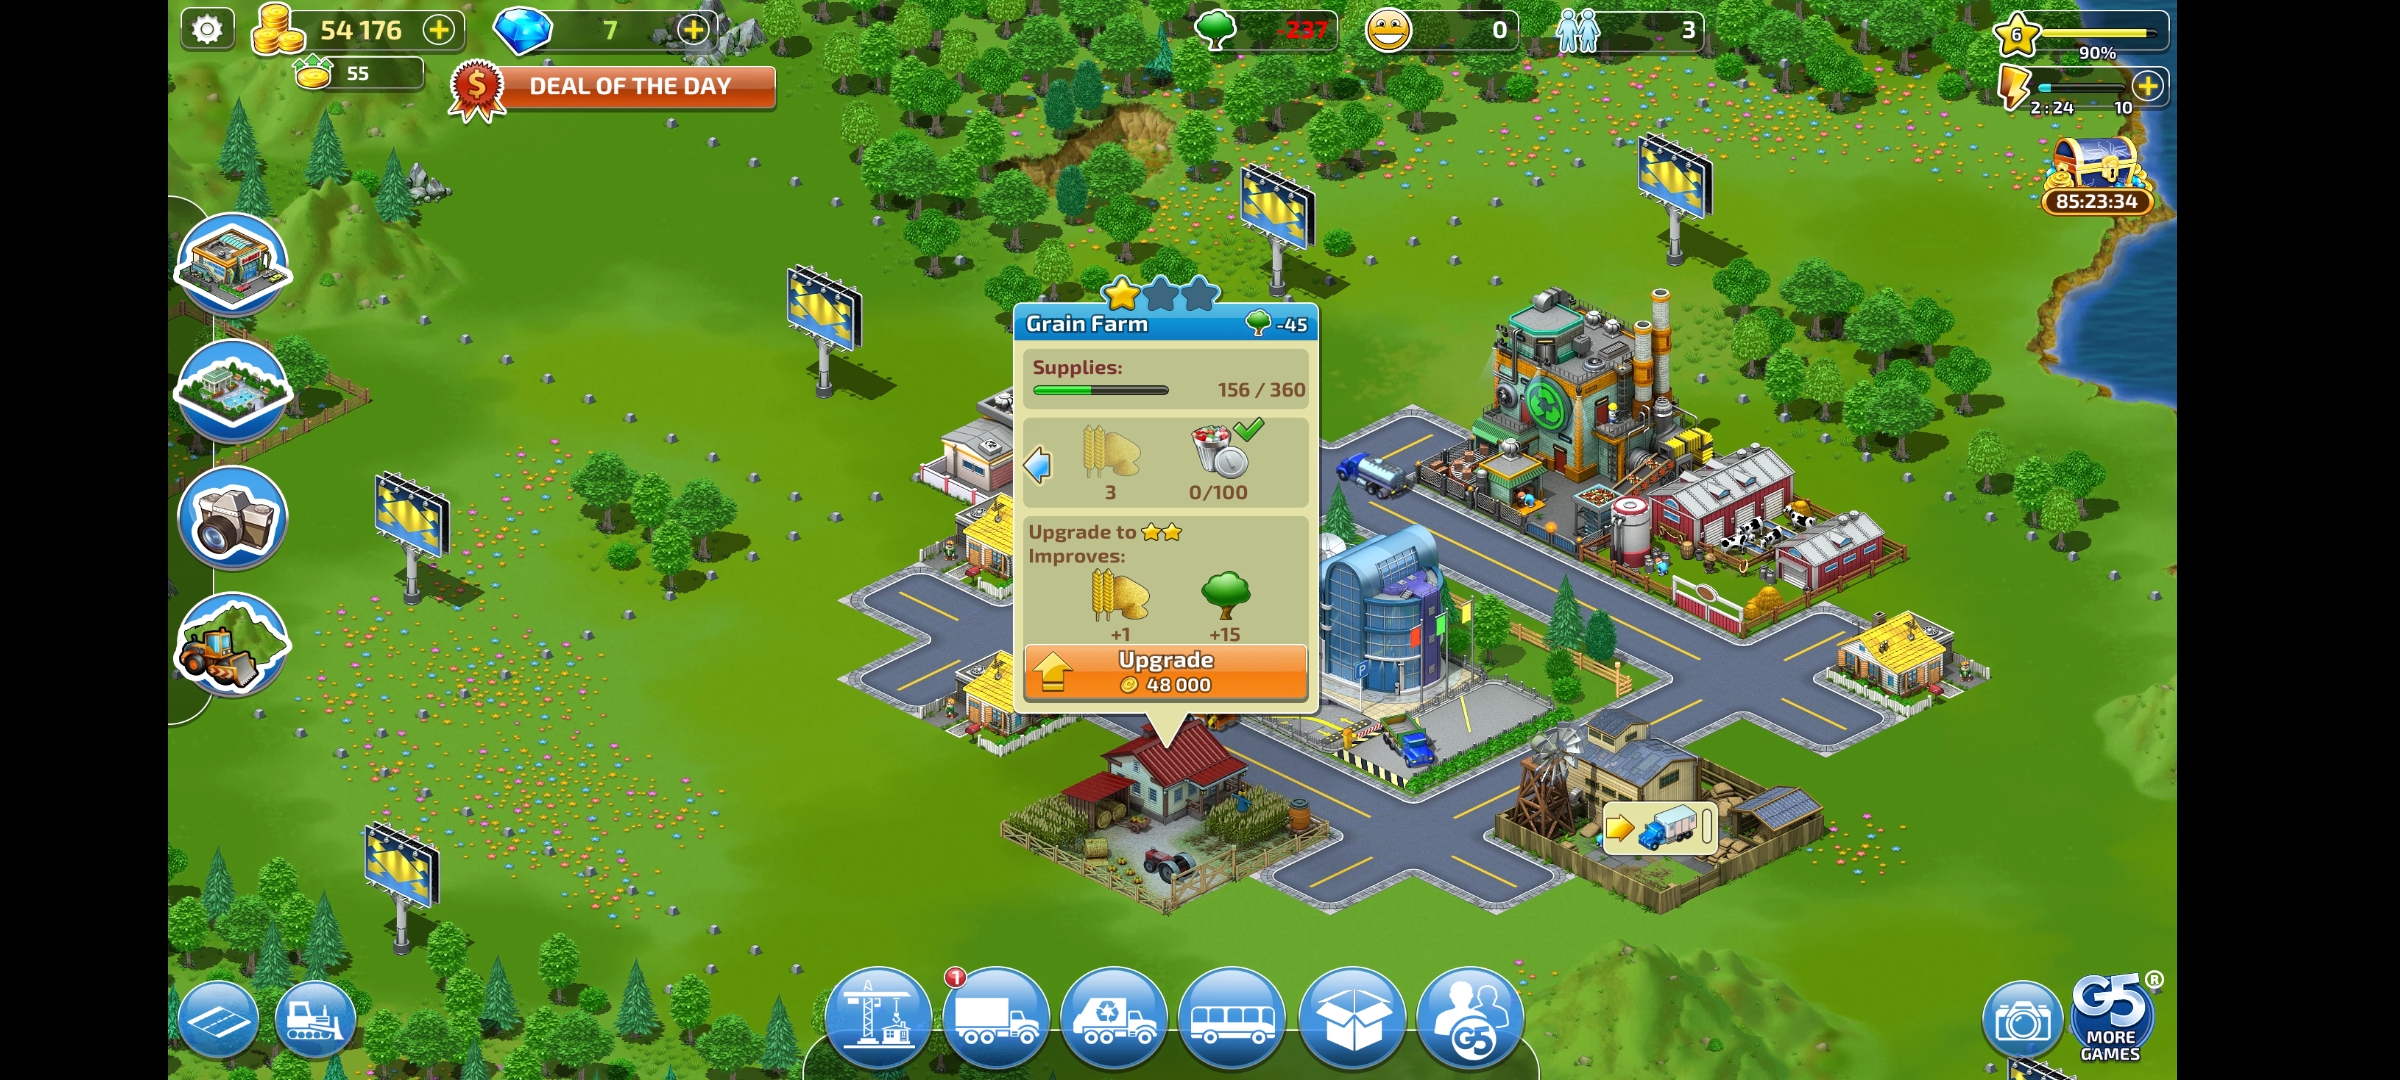 54 176
7
-237
0
3
6
90%
55
DEAL OF THE DAY
2:24
10
85:23:34
Grain Farm
-45
Supplies:
156 / 360
3
0/100
Upgrade to
Improves:
+1
+15
Upgrade
48 000
P
1
G5
G5®
MORE
GAMES